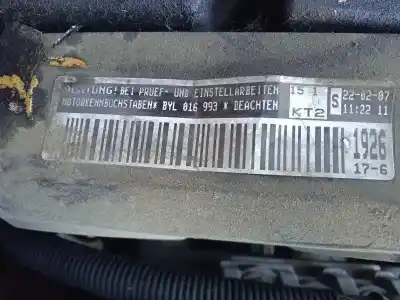 ACHTUNG! BEI PRUEF- UND EINSTELLARBEITEN
MOTORKENNBUCHSTABEN* BYL 016 993 * BEACHTEN
15 1
KT2
S
22-02-07
11:22 11
1926
17-6